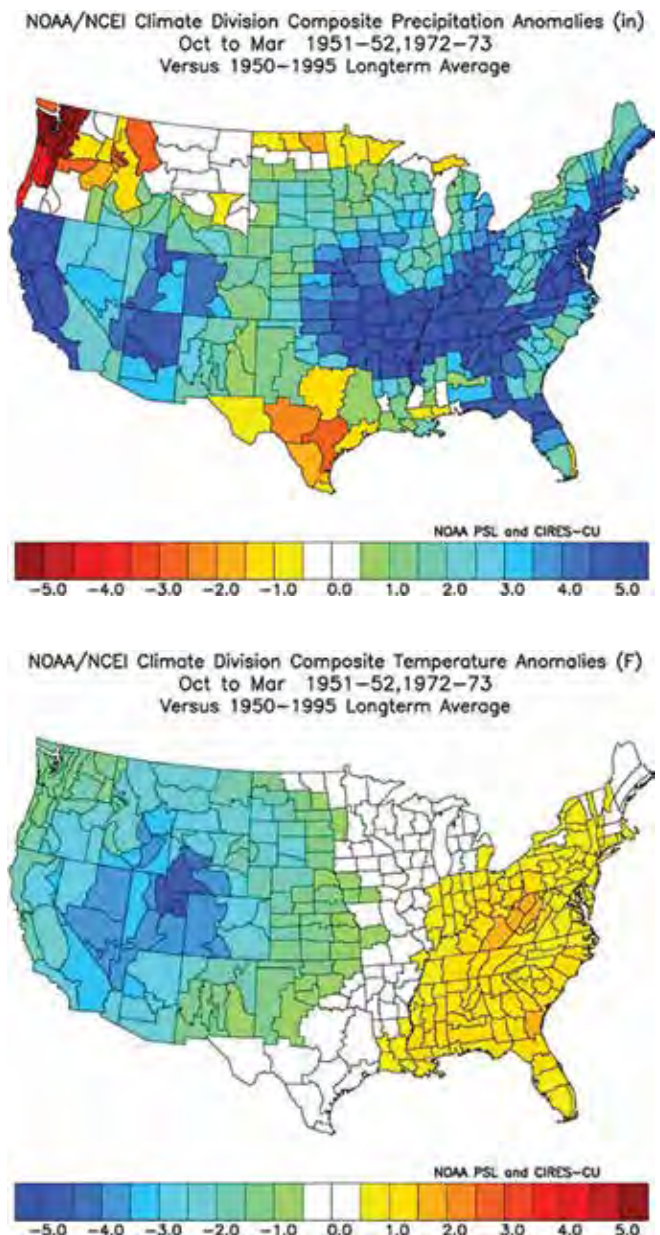 NOAA/NCEI Climate Division Composite Precipitation Anomalies (in)
Oct to Mar 1951-52,1972-73
Versus 1950-1995 Longterm Average
NOAA PSL and CIRES-CU
-5.0 -4.0 -3.0 -2.0 -1.0 0.0 1.0 2.0 3.0 4.0 5.0
NOAA/NCEI Climate Division Composite Temperature Anomalies (F)
Oct to Mar 1951-52,1972-73
Versus 1950-1995 Longterm Average
NOAA PSL and CIRES-CU
-5.0 -4.0 -3.0 -2.0 -1.0 0.0 1.0 2.0 3.0 4.0 5.0